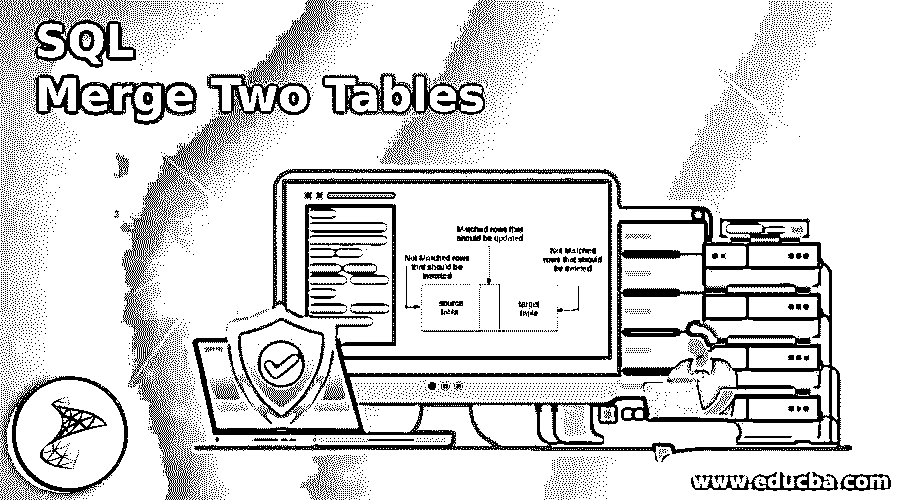 SQL
Merge Two Tables
Matched rows that
should be updated
Not Matched rows
that should be
inserted
Not Matched
rows that should
be deleted
source
table
target
table
www.educba.com